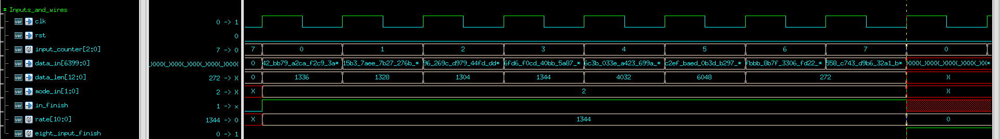 Inputs_and_wires
ver clk 0 -> 1
ver rst 0
ver input_counter[2:0] 7 -> 0 7 0 1 2 3 4 5 6 7 0
ver data_in[6399:0] _XXXX_XXXX_XXXX_XXXX_XXXX 0 42_bb79_a2ca_f2c9_3a* 15b3_7aee_7b27_276b_* 96_269c_d979_44fd_dd* 6fd6_f0cd_40bb_5a87_* 6c3b_033e_a423_699a_* c2ef_baed_0b3d_b297_* fbbb_8b7f_3306_fd22_* 558_c743_d9b6_32a1_b* XXXX_XXXX_XXXX_XXXX_XX*
ver data_len[12:0] 272 -> X 0 1336 1328 1304 1344 4032 6048 272 X
ver mode_in[1:0] 2 -> X X 2 X
ver in_finish 1 -> x
ver rate[10:0] 1344 -> 0 X 1344 0
ver eight_input_finish 0 -> 1